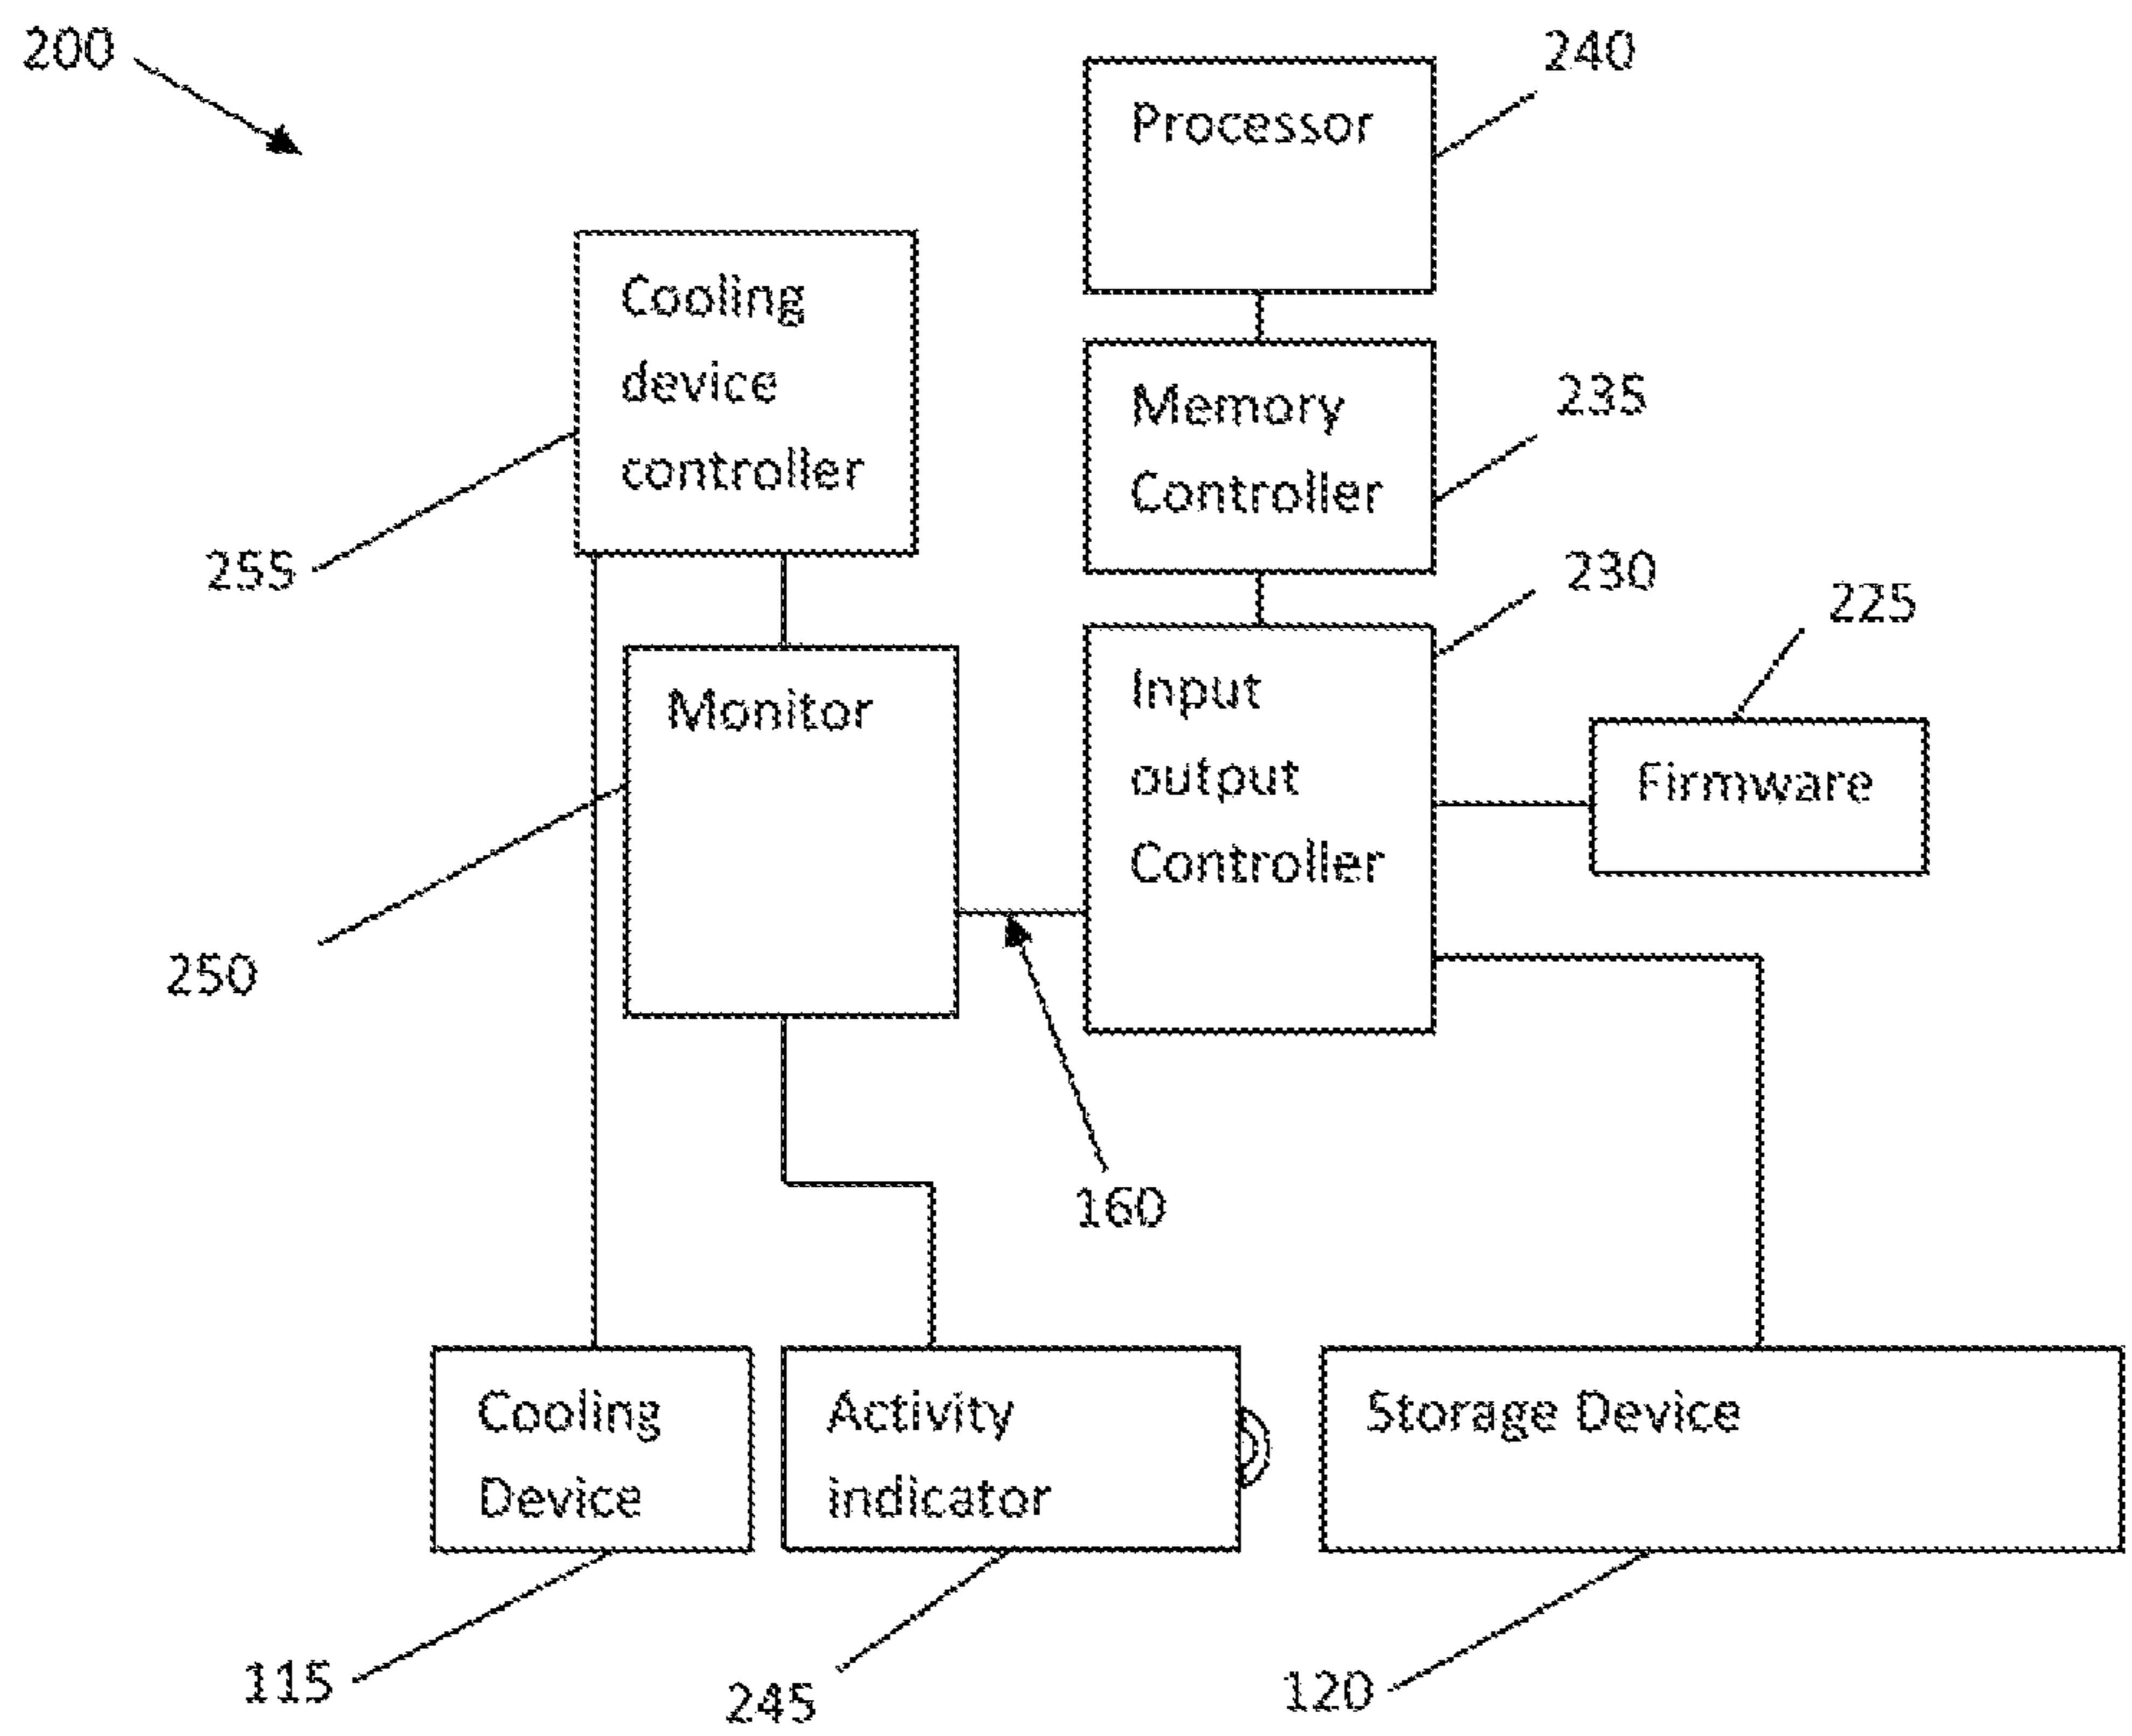 200
240
Processor
Cooling
device
controller
235
Memory
Controller
255
230
225
Monitor
Input
output
Controller
Firmware
250
160
Cooling
Device
Activity
indicator
Storage Device
115
245
120